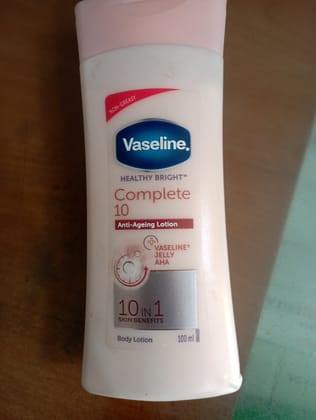 NON-GREASY
Vaseline.
HEALTHY BRIGHT™
Complete
10
Anti-Ageing Lotion
VASELINE®
JELLY
AHA
10 IN 1
SKIN BENEFITS
Body Lotion
100 ml